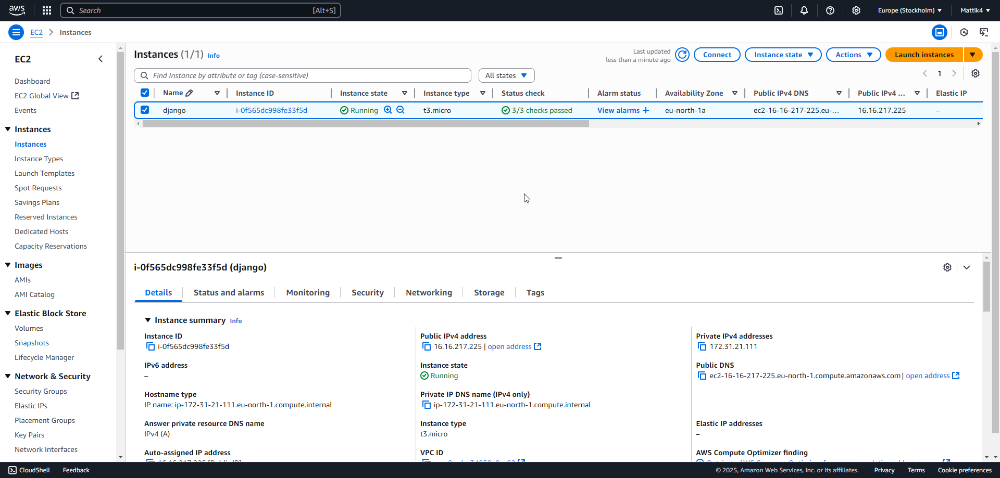 aws
Search [Alt+S]
Europe (Stockholm)
Mattik4
EC2
Instances
EC2
Dashboard
EC2 Global View
Events
Instances
Instances
Instance Types
Launch Templates
Spot Requests
Savings Plans
Reserved Instances
Dedicated Hosts
Capacity Reservations
Images
AMIs
AMI Catalog
Elastic Block Store
Volumes
Snapshots
Lifecycle Manager
Network & Security
Security Groups
Elastic IPs
Placement Groups
Key Pairs
Network Interfaces
Instances (1/1) Info
Last updated
less than a minute ago
Connect
Instance state
Actions
Launch instances
Find Instance by attribute or tag (case-sensitive)
All states
1
Name Instance ID Instance state Instance type Status check Alarm status Availability Zone Public IPv4 DNS Public IPv4 ... Elastic IP
django i-0f565dc998fe33f5d Running t3.micro 3/3 checks passed View alarms + eu-north-1a ec2-16-16-217-225.eu-... 16.16.217.225 –
i-0f565dc998fe33f5d (django)
Details Status and alarms Monitoring Security Networking Storage Tags
Instance summary Info
Instance ID
i-0f565dc998fe33f5d
Public IPv4 address
16.16.217.225 | open address
Private IPv4 addresses
172.31.21.111
IPv6 address
–
Instance state
Running
Public DNS
ec2-16-16-217-225.eu-north-1.compute.amazonaws.com | open address
Hostname type
IP name: ip-172-31-21-111.eu-north-1.compute.internal
Private IP DNS name (IPv4 only)
ip-172-31-21-111.eu-north-1.compute.internal
Answer private resource DNS name
IPv4 (A)
Instance type
t3.micro
Elastic IP addresses
–
Auto-assigned IP address
16.16.217.225 [Public IP]
VPC ID
AWS Compute Optimizer finding
CloudShell
Feedback
© 2025, Amazon Web Services, Inc. or its affiliates.
Privacy
Terms
Cookie preferences